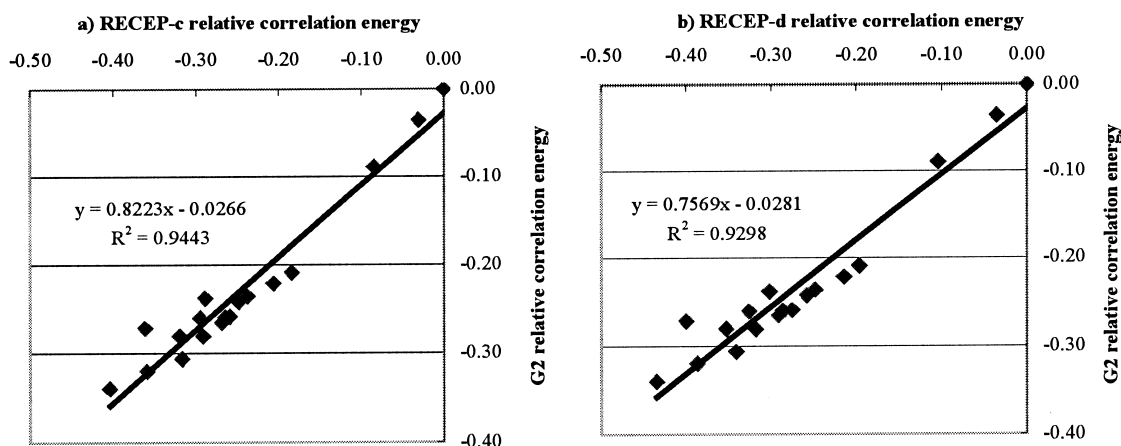 a) RECEP-c relative correlation energy
-0.50 -0.40 -0.30 -0.20 -0.10 0.00
0.00
-0.10
-0.20
-0.30
-0.40
G2 relative correlation energy
y = 0.8223x - 0.0266
R² = 0.9443
b) RECEP-d relative correlation energy
-0.50 -0.40 -0.30 -0.20 -0.10 0.00
0.00
-0.10
-0.20
-0.30
-0.40
G2 relative correlation energy
y = 0.7569x - 0.0281
R² = 0.9298